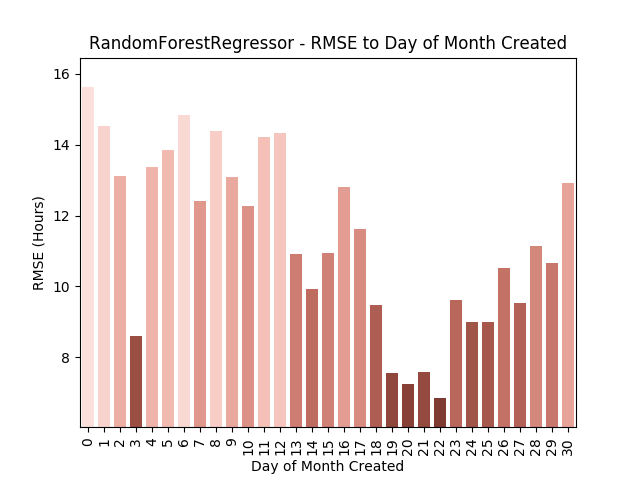 RandomForestRegressor - RMSE to Day of Month Created
16
14
12
10
8
RMSE (Hours)
0 1 2 3 4 5 6 7 8 9 10 11 12 13 14 15 16 17 18 19 20 21 22 23 24 25 26 27 28 29 30
Day of Month Created